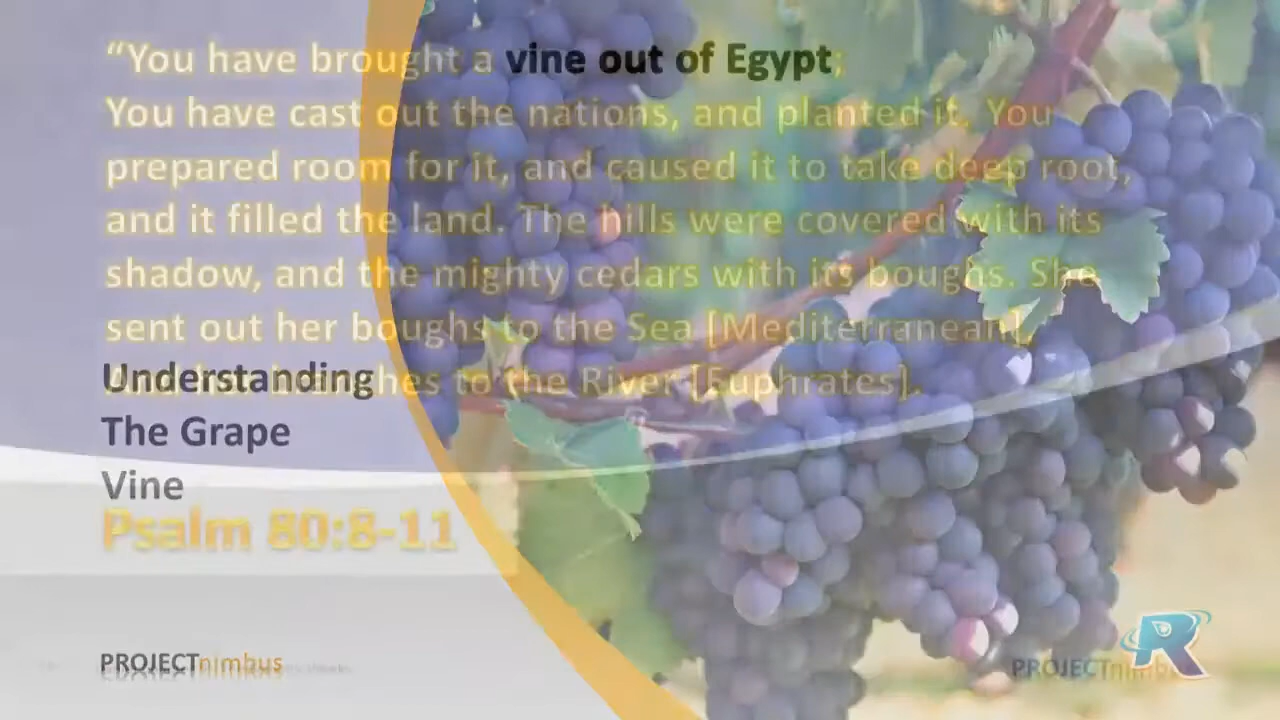 “You have brought a vine out of Egypt;
You have cast out the nations, and planted it. You
prepared room for it, and caused it to take deep root,
and it filled the land. The hills were covered with its
shadow, and the mighty cedars with its boughs. She
sent out her boughs to the Sea [Mediterranean],
And her branches to the River [Euphrates].
Understanding
The Grape
Vine
Psalm 80:8-11
PROJECTnimbus
PROJECTnimbus
R